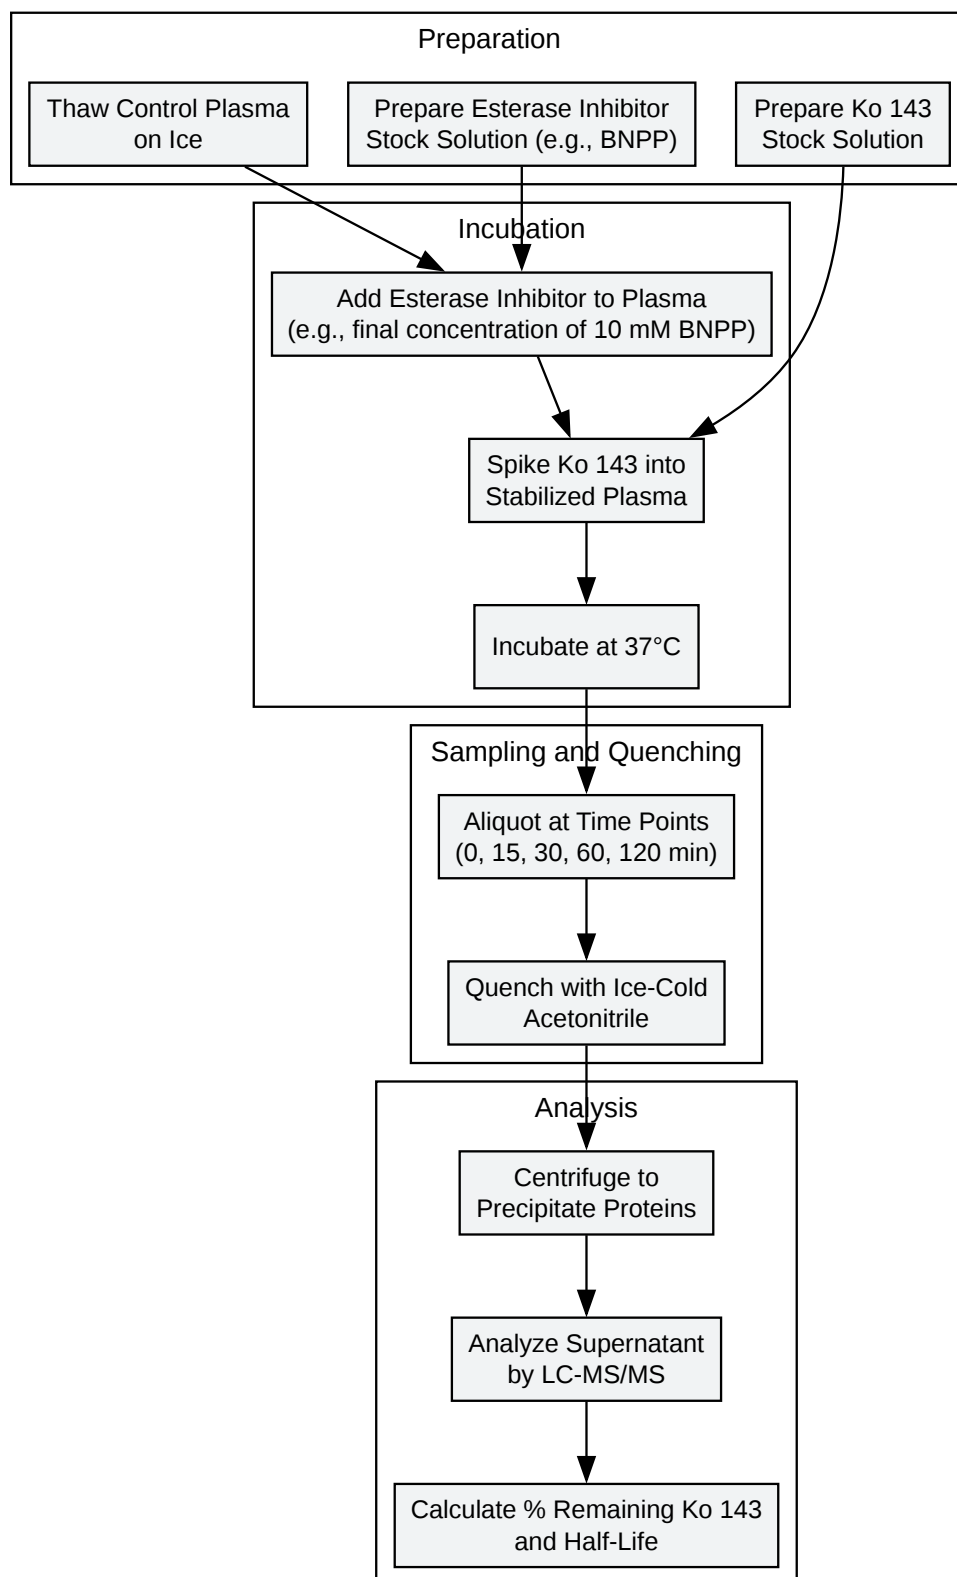 Preparation
Thaw Control Plasma
on Ice
Prepare Esterase Inhibitor
Stock Solution (e.g., BNPP)
Prepare Ko 143
Stock Solution
Incubation
Add Esterase Inhibitor to Plasma
(e.g., final concentration of 10 mM BNPP)
Spike Ko 143 into
Stabilized Plasma
Incubate at 37°C
Sampling and Quenching
Aliquot at Time Points
(0, 15, 30, 60, 120 min)
Quench with Ice-Cold
Acetonitrile
Analysis
Centrifuge to
Precipitate Proteins
Analyze Supernatant
by LC-MS/MS
Calculate % Remaining Ko 143
and Half-Life